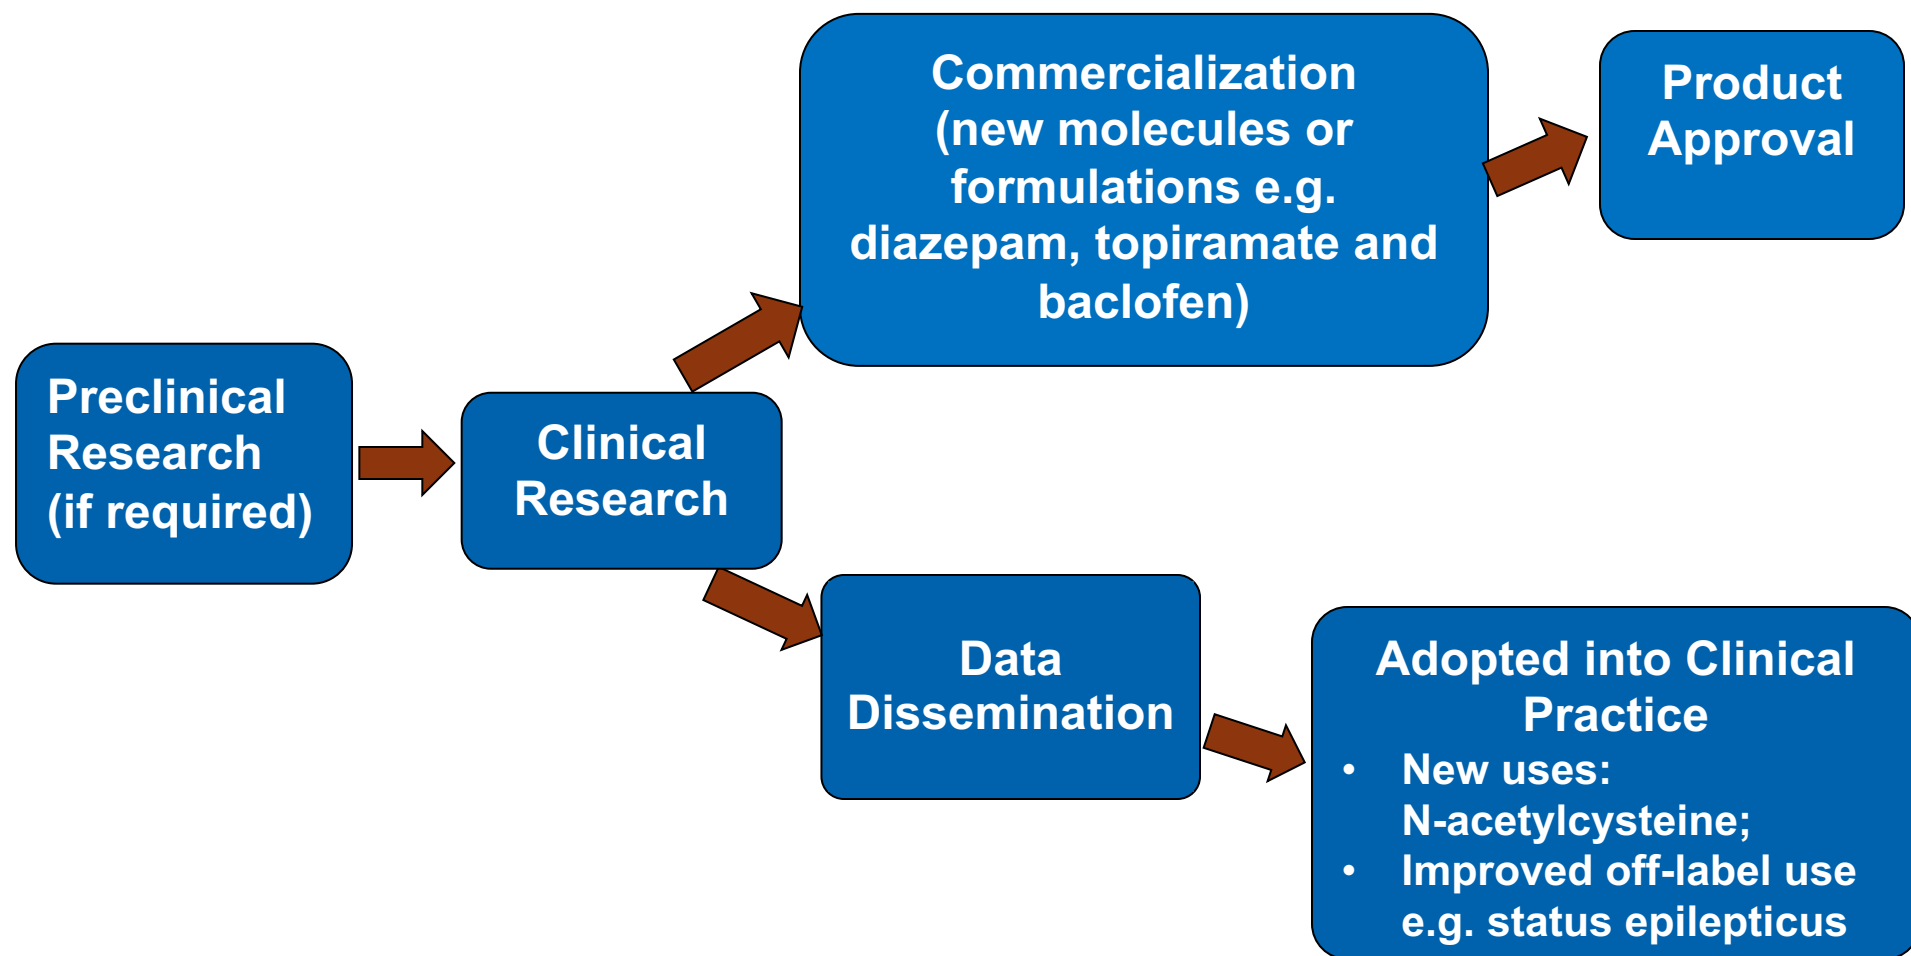 Preclinical
Research
(if required)
Clinical
Research
Commercialization
(new molecules or
formulations e.g.
diazepam, topiramate and
baclofen)
Product
Approval
Data
Dissemination
Adopted into Clinical
Practice
• New uses:
N-acetylcysteine;
• Improved off-label use
e.g. status epilepticus